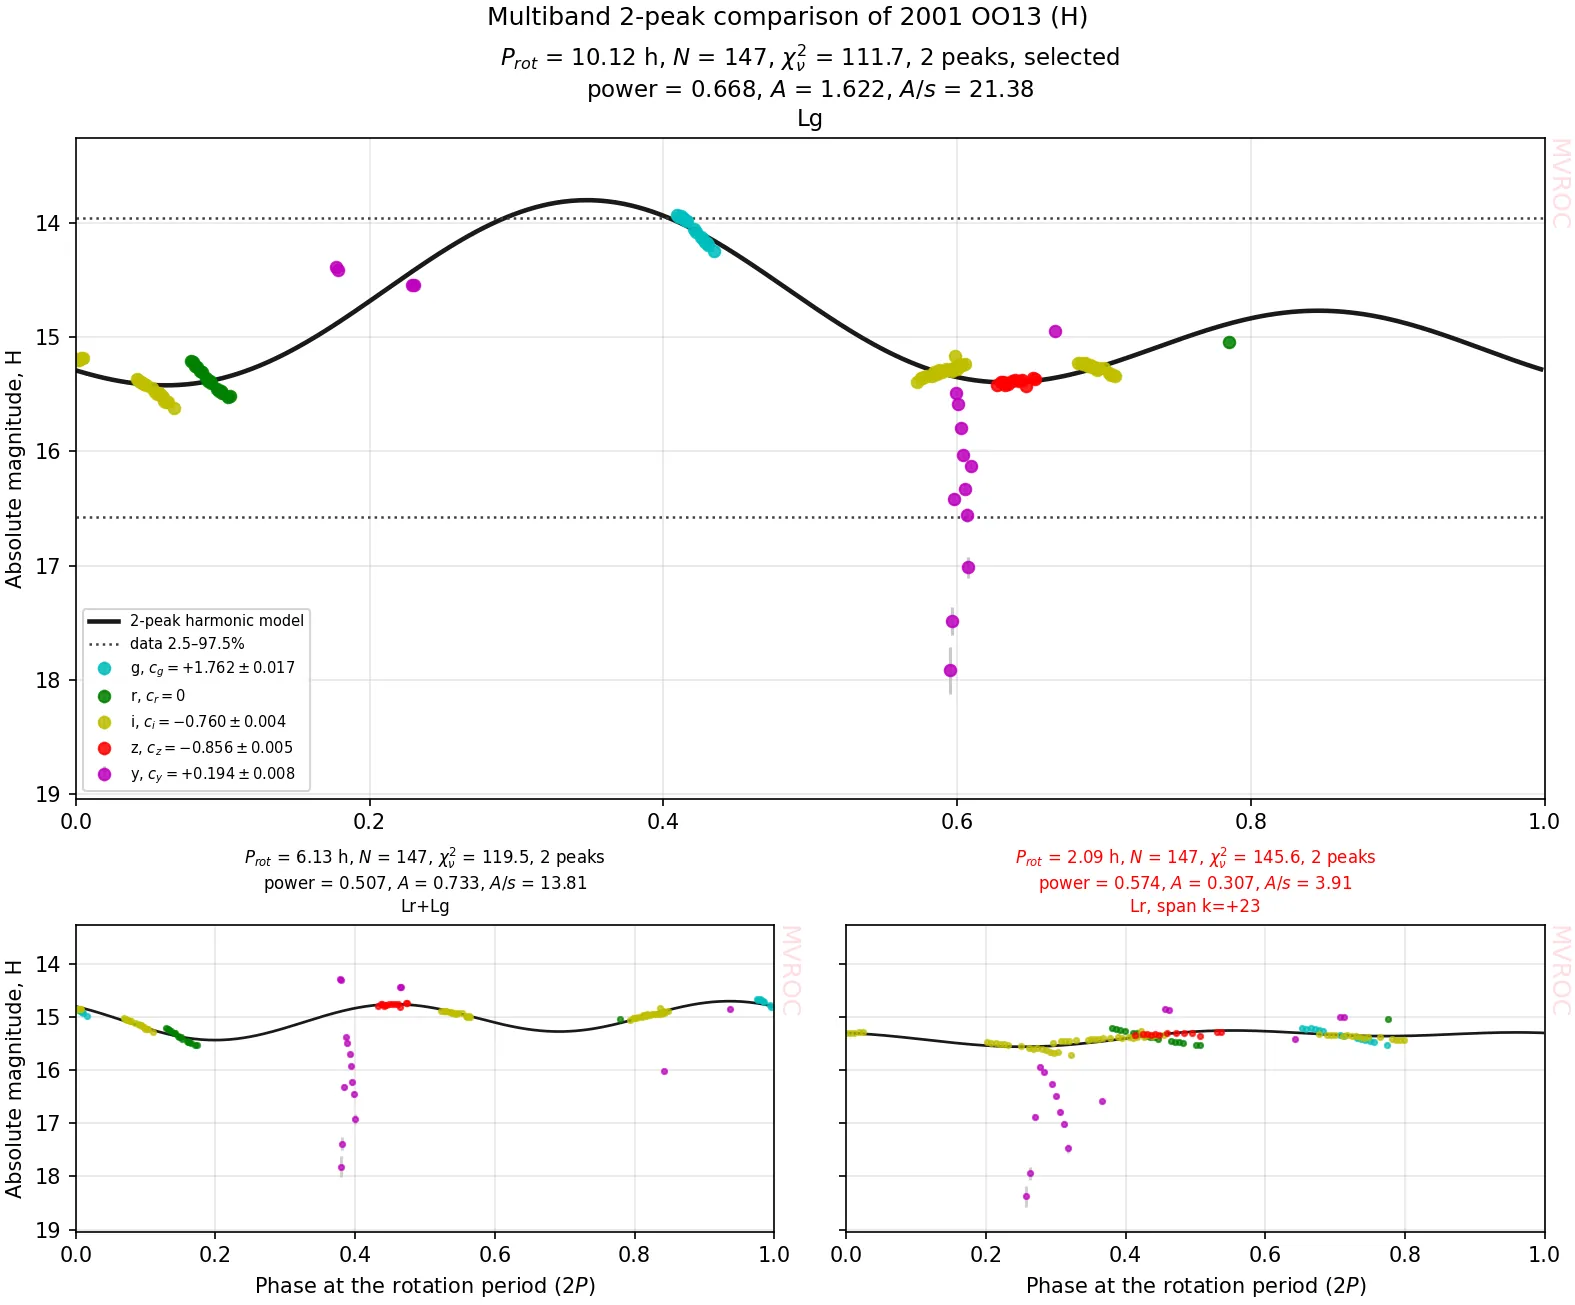 Multiband 2-peak comparison of 2001 OO13 (H)
P_rot = 10.12 h, N = 147, χ²_ν = 111.7, 2 peaks, selected
power = 0.668, A = 1.622, A/s = 21.38
Lg
MVROC
14
15
16
17
18
19
Absolute magnitude, H
2-peak harmonic model
data 2.5–97.5%
g, c_g = +1.762 ± 0.017
r, c_r = 0
i, c_i = −0.760 ± 0.004
z, c_z = −0.856 ± 0.005
y, c_y = +0.194 ± 0.008
0.0 0.2 0.4 0.6 0.8 1.0
P_rot = 6.13 h, N = 147, χ²_ν = 119.5, 2 peaks
power = 0.507, A = 0.733, A/s = 13.81
Lr+Lg
MVROC
14
15
16
17
18
19
Absolute magnitude, H
0.0 0.2 0.4 0.6 0.8 1.0
Phase at the rotation period (2P)
P_rot = 2.09 h, N = 147, χ²_ν = 145.6, 2 peaks
power = 0.574, A = 0.307, A/s = 3.91
Lr, span k=+23
MVROC
0.0 0.2 0.4 0.6 0.8 1.0
Phase at the rotation period (2P)